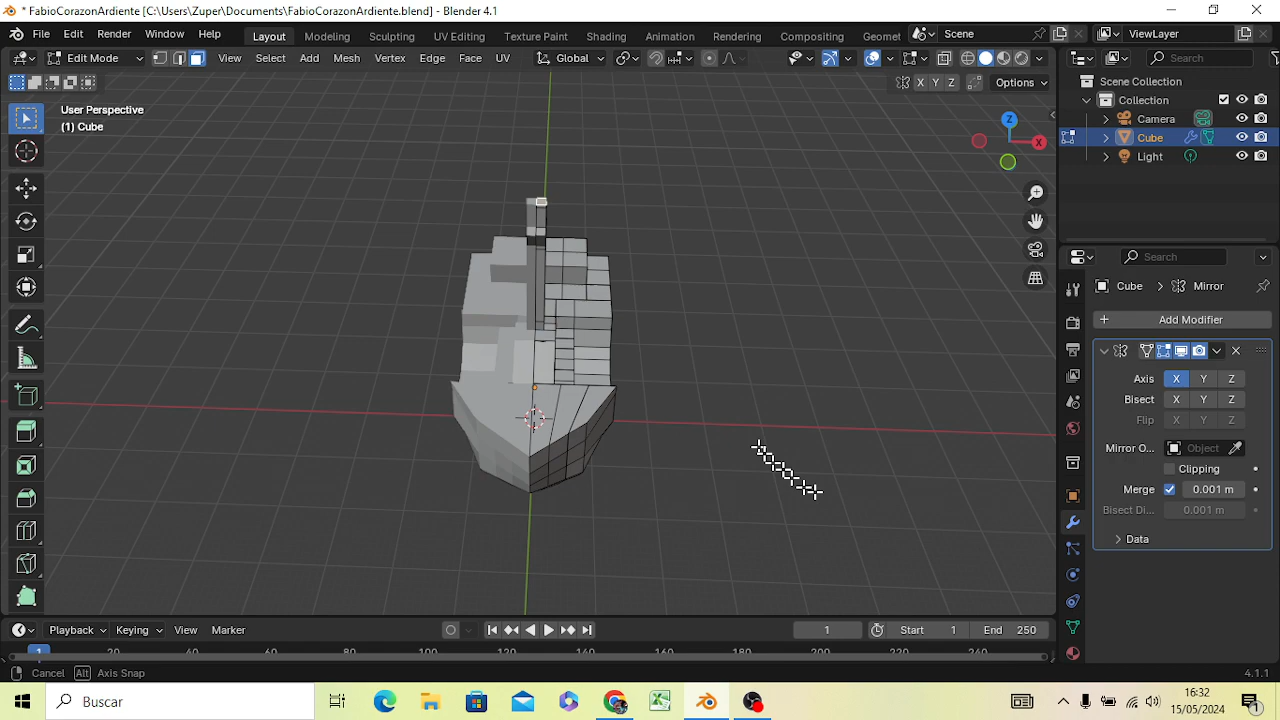 * FabioCorazonArdiente [C:\Users\Zuper\Documents\FabioCorazonArdiente.blend] - Blender 4.1
File Edit Render Window Help Layout Modeling Sculpting UV Editing Texture Paint Shading Animation Rendering Compositing Geomet Scene ViewLayer
Edit Mode View Select Add Mesh Vertex Edge Face UV Global Search
X Y Z Options
User Perspective
(1) Cube
Scene Collection
Collection
Camera
Cube
Light
Z
X
Search
Cube Mirror
Add Modifier
Axis X Y Z
Bisect X Y Z
Flip X Y Z
Mirror O... Object
Clipping
Merge 0.001 m
Bisect Di... 0.001 m
Data
Playback Keying View Marker 1 Start 1 End 250
1 20 40 60 80 100 120 140 160 180 200 220 240
Cancel Alt Axis Snap 4.1.1
Buscar
16:32
15/05/2024
1